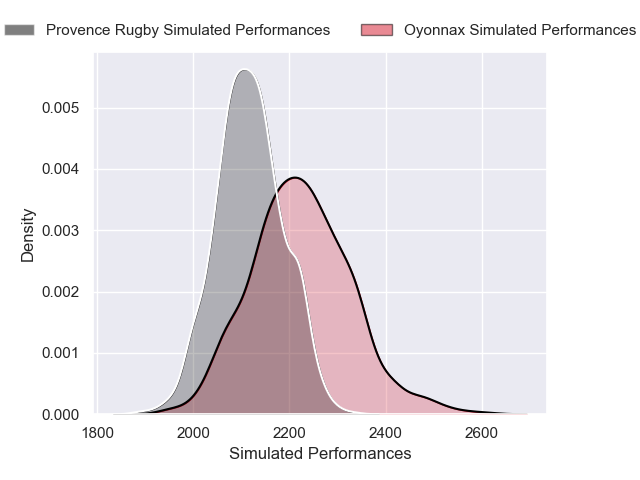 Provence Rugby Simulated Performances
Oyonnax Simulated Performances
0.005
0.004
0.003
0.002
0.001
0.000
Density
1800
2000
2200
2400
2600
Simulated Performances